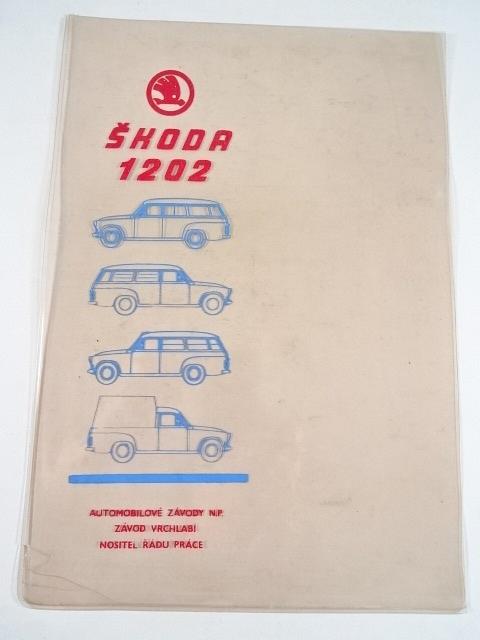 ŠKODA
1202
AUTOMOBILOVÉ ZÁVODY N.P.
ZÁVOD VRCHLABÍ
NOSITEL ŘÁDU PRÁCE